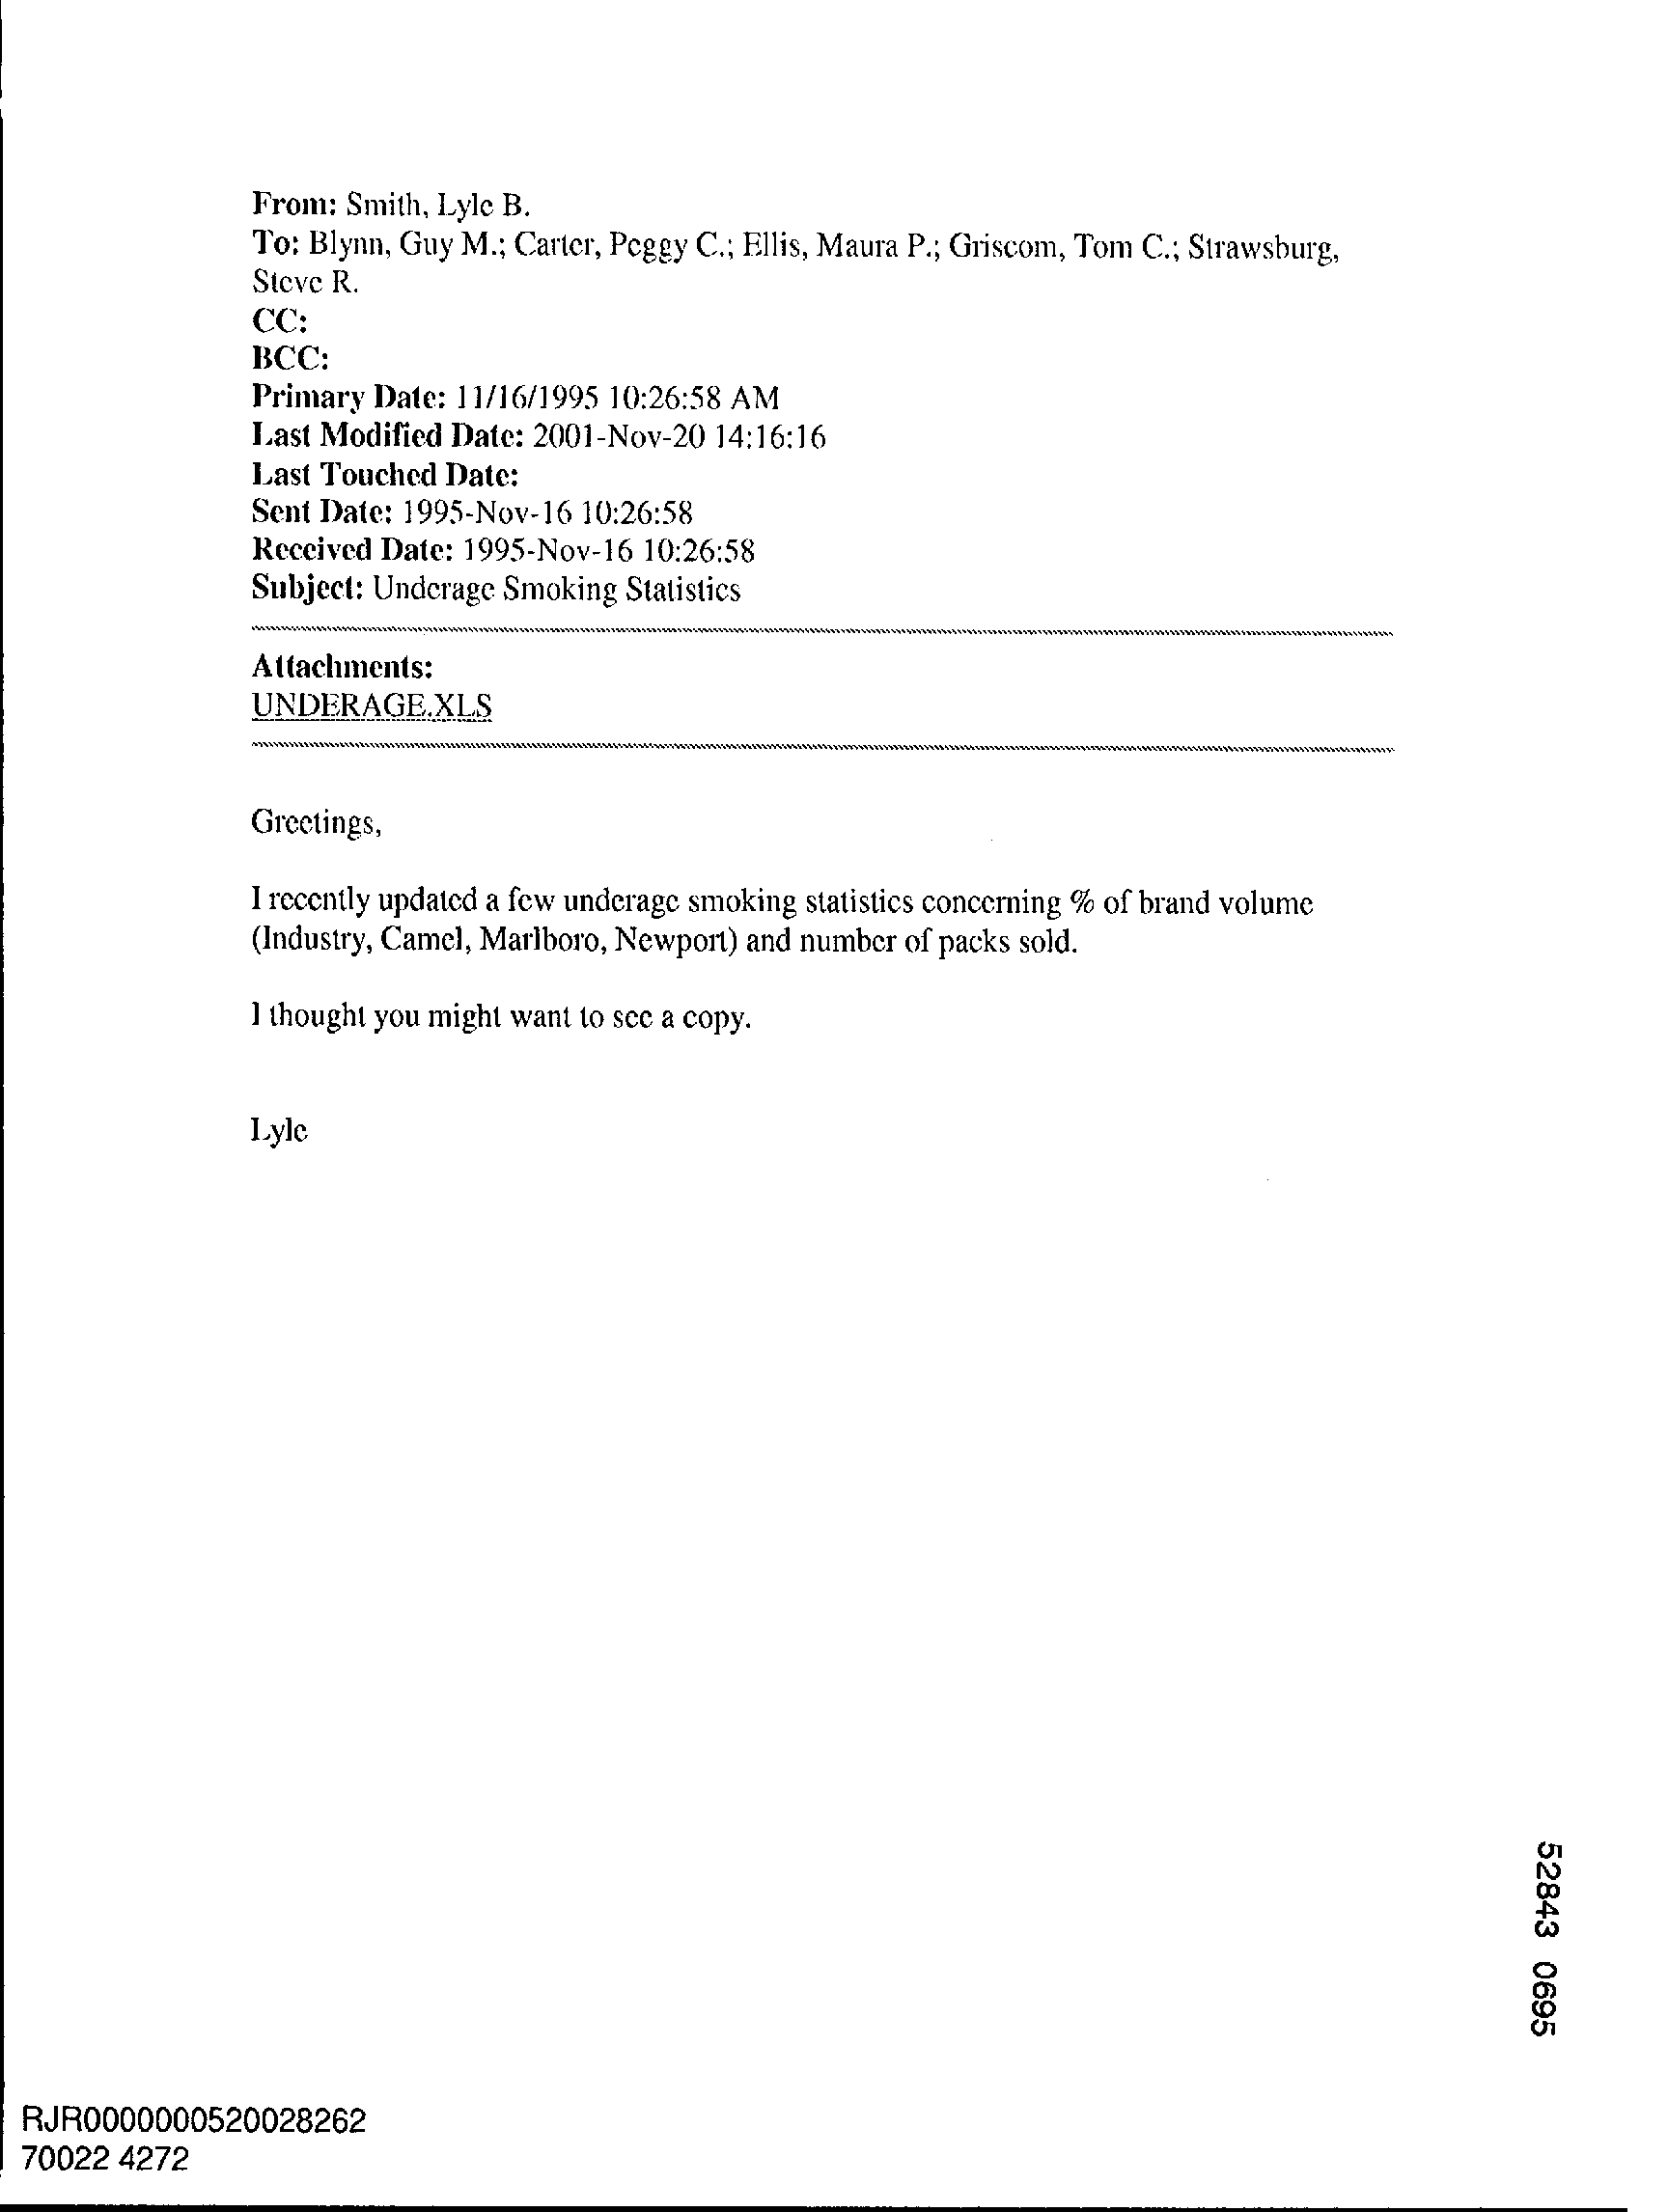 From: Smith, Lyle B.
To: Blynn, Guy M.; Carter, Peggy C.; Ellis, Maura P.; Griscom, Tom C.; Strawsburg,
Steve R.
CC:
BCC:
Primary Date: 11/16/1995 10:26:58 AM
Last Modified Date: 2001-Nov-20 14:16:16
Last Touched Date:
Sent Date: 1995-Nov-16 10:26:58
Received Date: 1995-Nov-16 10:26:58
Subject: Underage Smoking Statistics
Attachments:
UNDERAGE.XLS
Greetings,
I recently updated a few underage smoking statistics concerning % of brand volume
(Industry, Camel, Marlboro, Newport) and number of packs sold.
I thought you might want to see a copy.
Lyle
52843 0695
RJR0000000520028262
70022 4272